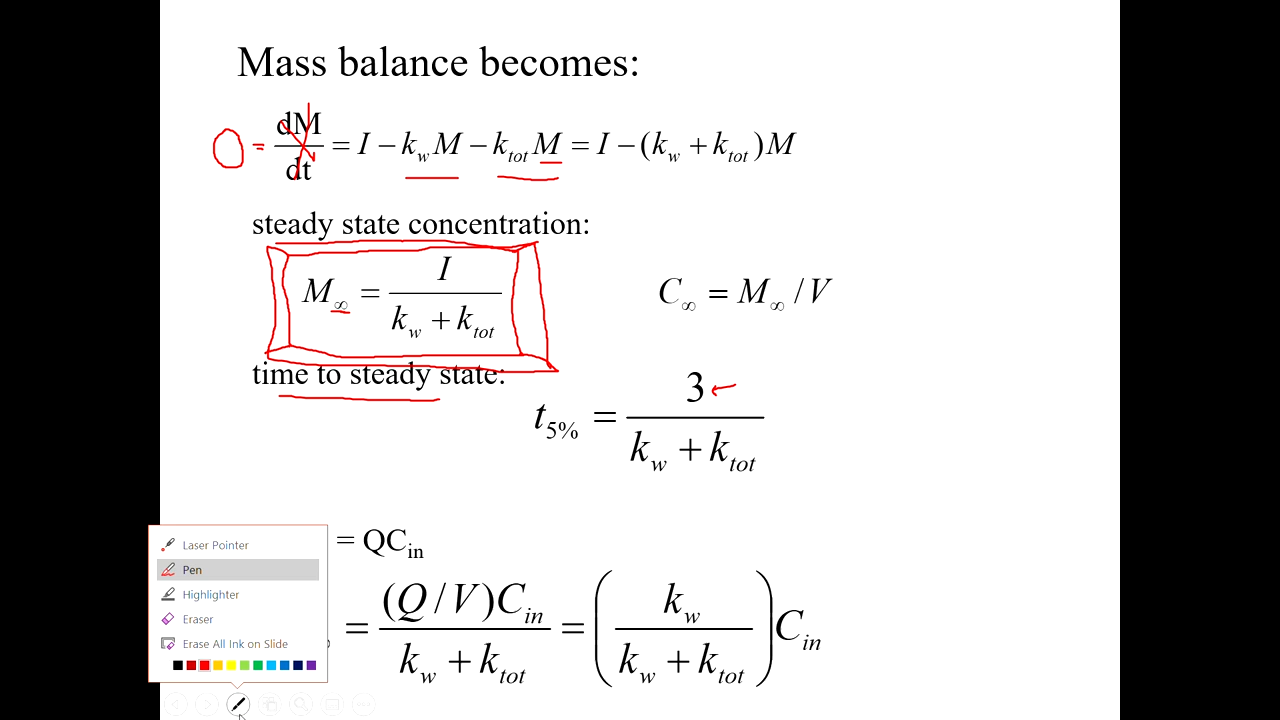 Mass balance becomes:
0 = dM/dt = I − k_w M − k_tot M = I − (k_w + k_tot)M
steady state concentration:
M_∞ = I / (k_w + k_tot)
C_∞ = M_∞ / V
time to steady state:
t_5% = 3 / (k_w + k_tot)
= QC_in
= (Q / V)C_in / (k_w + k_tot) = (k_w / (k_w + k_tot)) C_in
Laser Pointer
Pen
Highlighter
Eraser
Erase All Ink on Slide